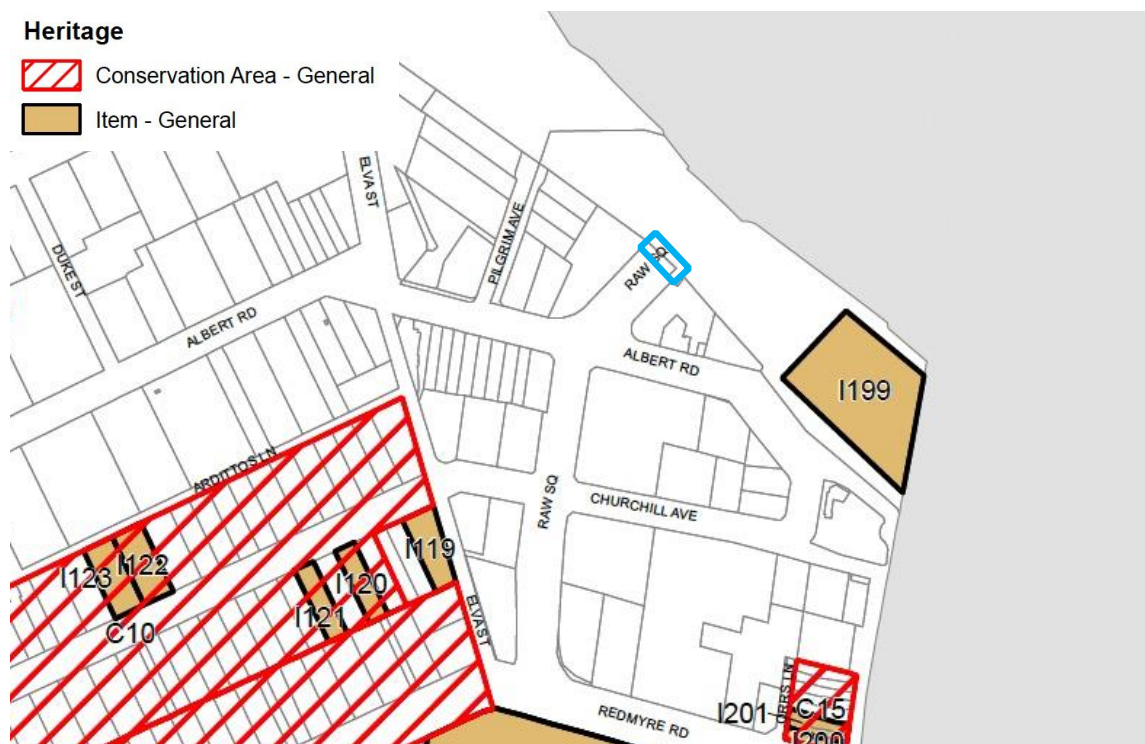 Heritage
Conservation Area - General
Item - General
ELVA ST
DUKE ST
PILGRIM AVE
RAW SQ
ALBERT RD
ALBERT RD
I199
ARDITTOS LN
RAW SQ
CHURCHILL AVE
I119
I122
I123
I120
I121
C10
ELVA ST
ORRS LN
I201
C15
REDMYRE RD
I200